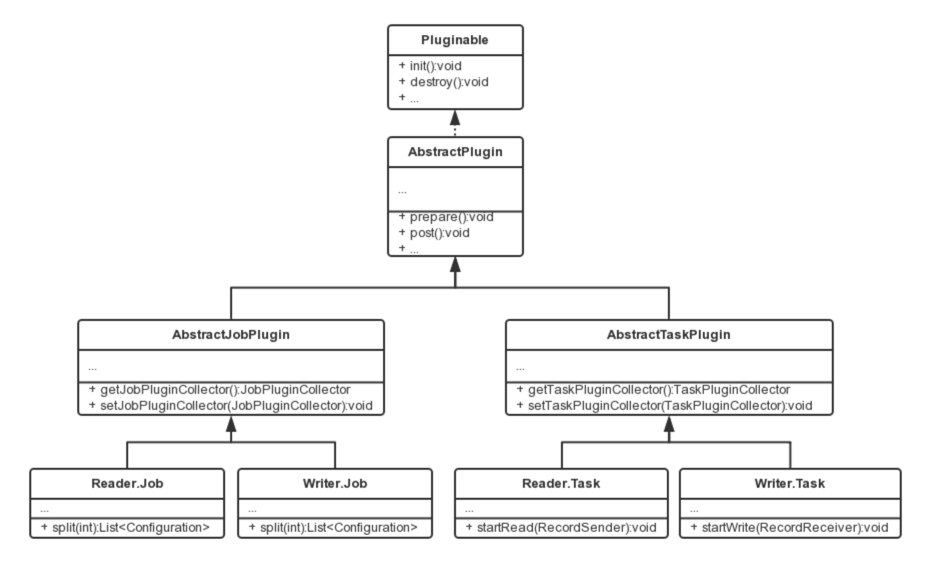 Pluginable
+ init():void
+ destroy():void
+ ...
AbstractPlugin
...
+ prepare():void
+ post():void
+ ...
AbstractJobPlugin
...
+ getJobPluginCollector():JobPluginCollector
+ setJobPluginCollector(JobPluginCollector):void
AbstractTaskPlugin
...
+ getTaskPluginCollector():TaskPluginCollector
+ setTaskPluginCollector(TaskPluginCollector):void
Reader.Job
...
+ split(int):List<Configuration>
Writer.Job
...
+ split(int):List<Configuration>
Reader.Task
...
+ startRead(RecordSender):void
Writer.Task
...
+ startWrite(RecordReceiver):void